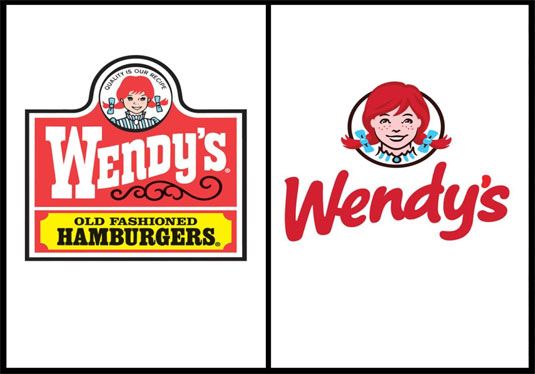 QUALITY IS OUR RECIPE
WENDY'S®
OLD FASHIONED
HAMBURGERS®
Wendy's